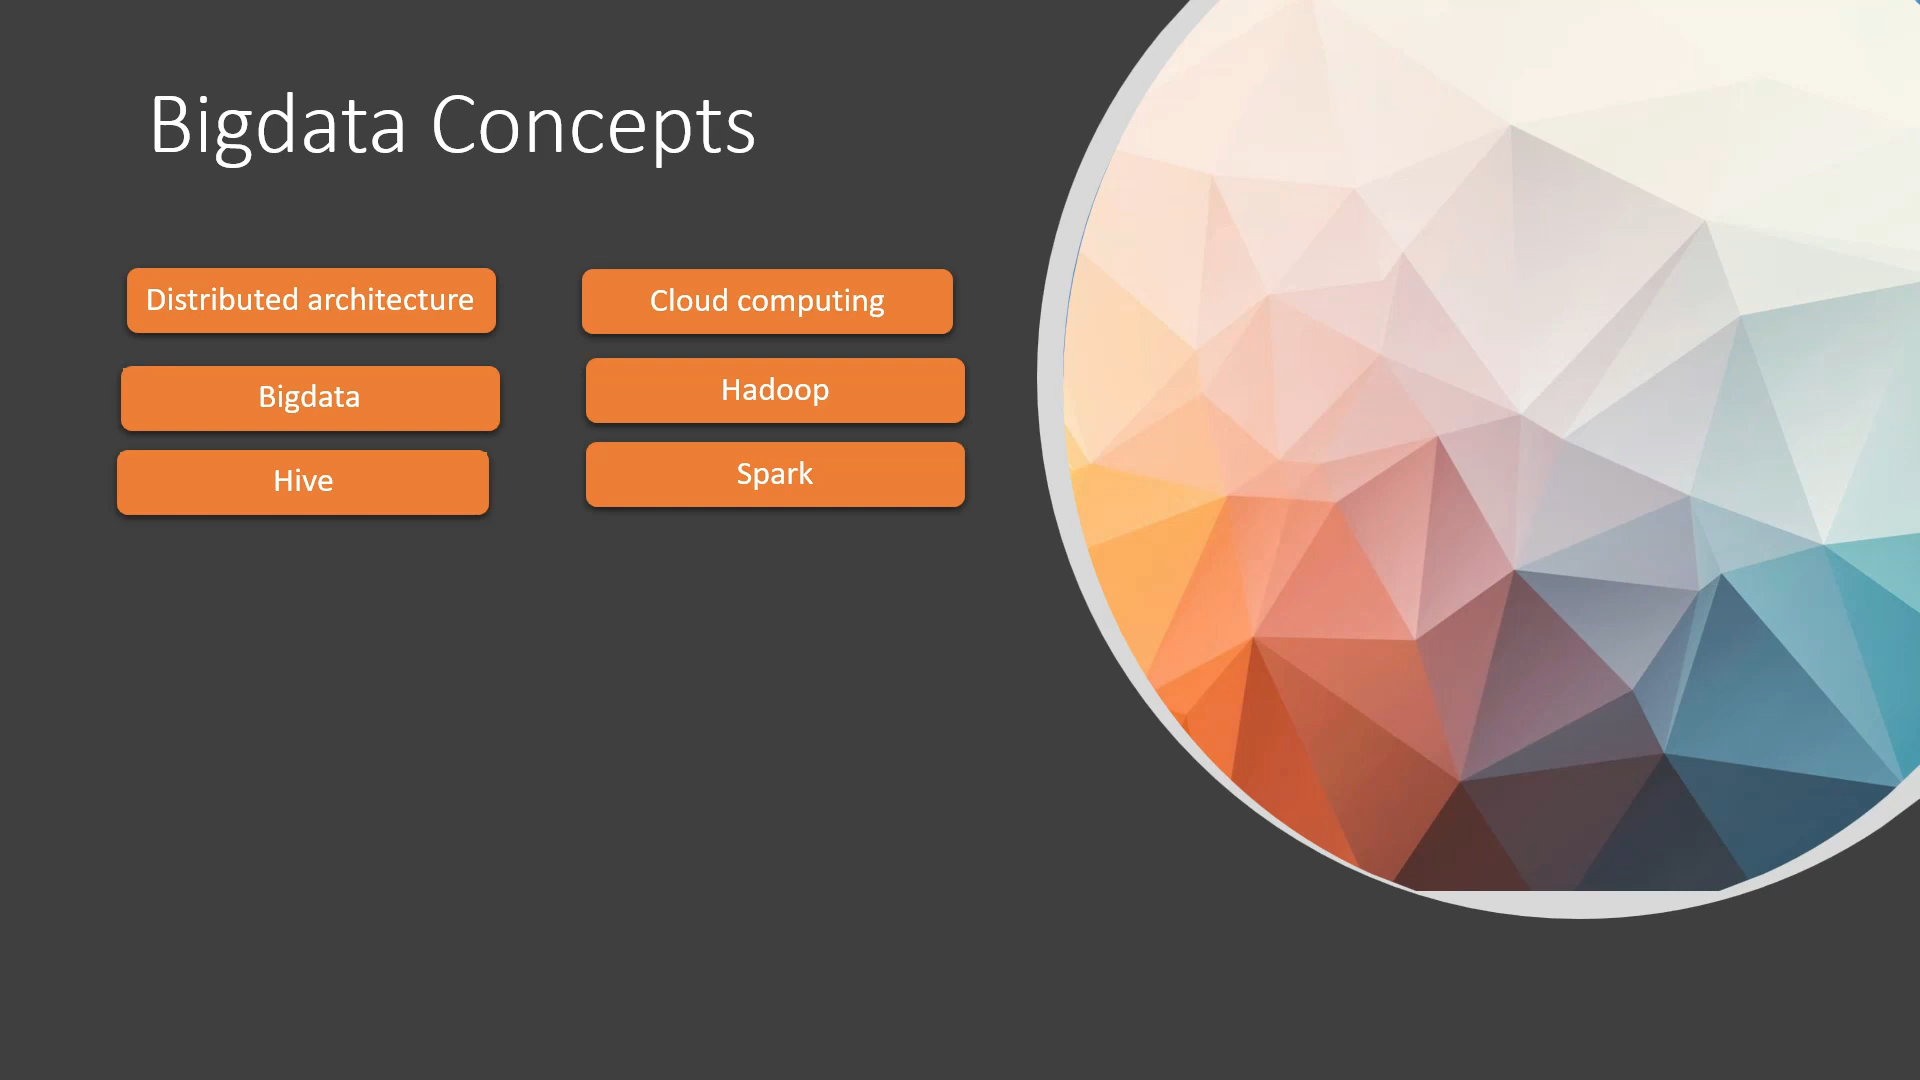 Bigdata Concepts
Distributed architecture
Cloud computing
Bigdata
Hadoop
Hive
Spark